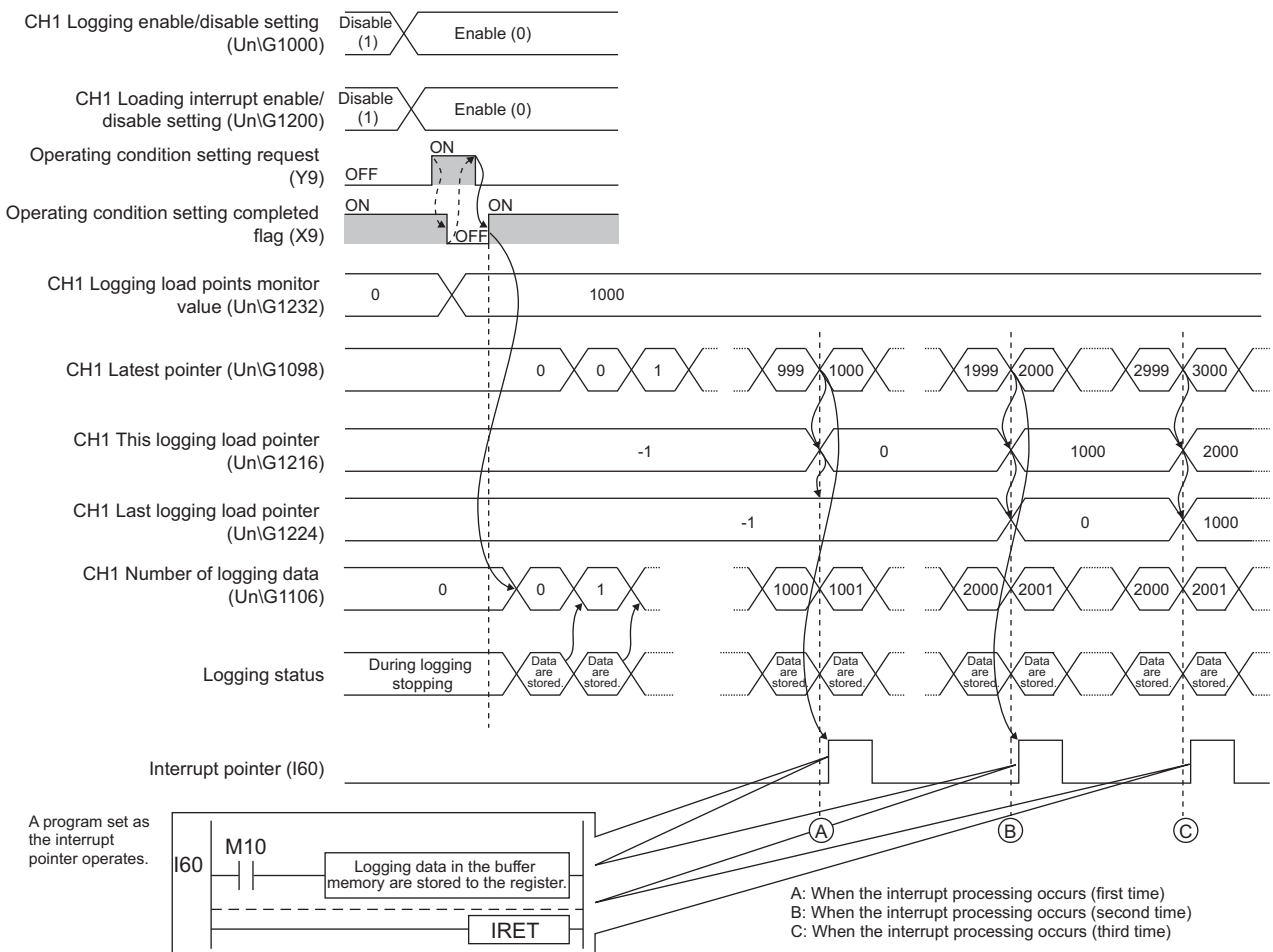 CH1 Logging enable/disable setting
(Un\G1000)
Disable
(1)
Enable (0)
CH1 Loading interrupt enable/
disable setting (Un\G1200)
Disable
(1)
Enable (0)
Operating condition setting request
(Y9)
OFF
ON
Operating condition setting completed
flag (X9)
ON
OFF
ON
CH1 Logging load points monitor
value (Un\G1232)
0
1000
CH1 Latest pointer (Un\G1098)
0
0
1
999
1000
1999
2000
2999
3000
CH1 This logging load pointer
(Un\G1216)
-1
0
1000
2000
CH1 Last logging load pointer
(Un\G1224)
-1
0
1000
CH1 Number of logging data
(Un\G1106)
0
0
1
1000
1001
2000
2001
2000
2001
Logging status
During logging
stopping
Data
are
stored.
Data
are
stored.
Data
are
stored.
Data
are
stored.
Data
are
stored.
Data
are
stored.
Data
are
stored.
Data
are
stored.
Interrupt pointer (I60)
A program set as
the interrupt
pointer operates.
I60
M10
Logging data in the buffer
memory are stored to the register.
IRET
A
B
C
A: When the interrupt processing occurs (first time)
B: When the interrupt processing occurs (second time)
C: When the interrupt processing occurs (third time)